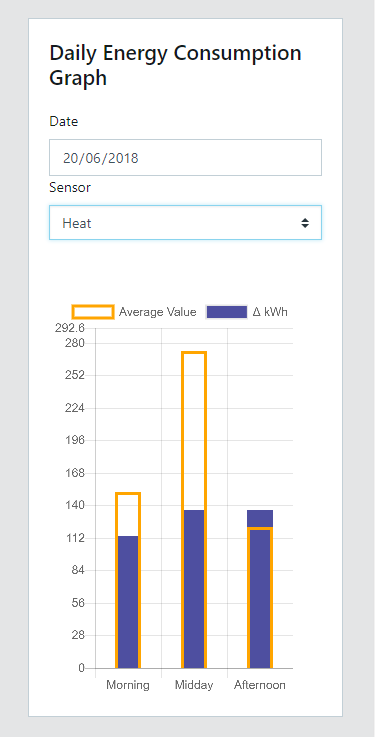 Daily Energy Consumption
Graph
Date
20/06/2018
Sensor
Heat
Average Value Δ kWh
292.6
280
252
224
196
168
140
112
84
56
28
0
Morning Midday Afternoon